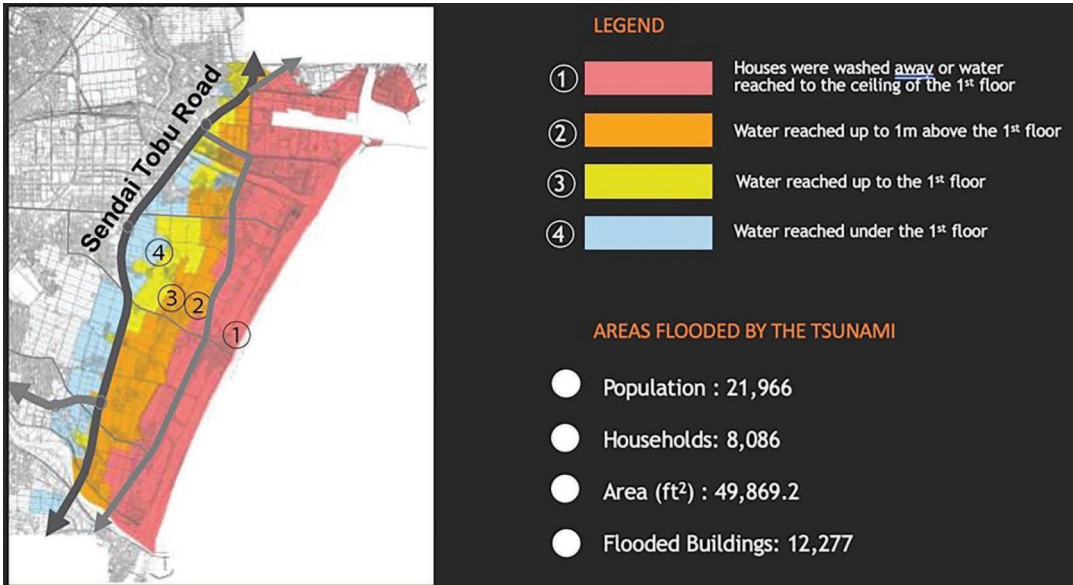 Sendai Tobu Road
④
③
②
①
LEGEND
① Houses were washed away or water
reached to the ceiling of the 1st floor
② Water reached up to 1m above the 1st floor
③ Water reached up to the 1st floor
④ Water reached under the 1st floor
AREAS FLOODED BY THE TSUNAMI
Population : 21,966
Households: 8,086
Area (ft²) : 49,869.2
Flooded Buildings: 12,277